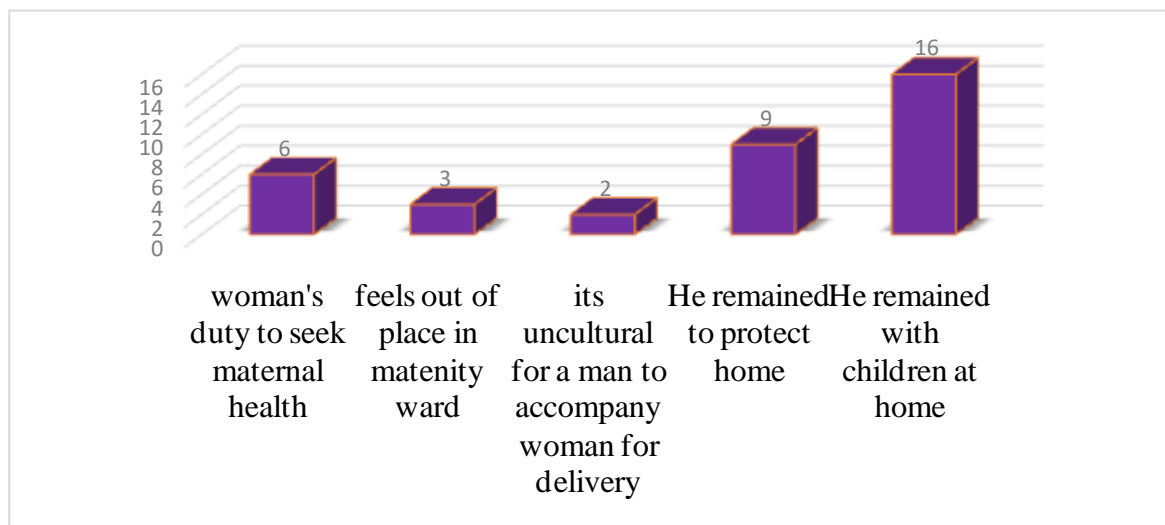 16
14
12
10
8
6
4
2
0
6
3
2
9
16
woman's
duty to seek
maternal
health
feels out of
place in
matenity
ward
its
uncultural
for a man to
accompany
woman for
delivery
He remained
to protect
home
He remained
with
children at
home